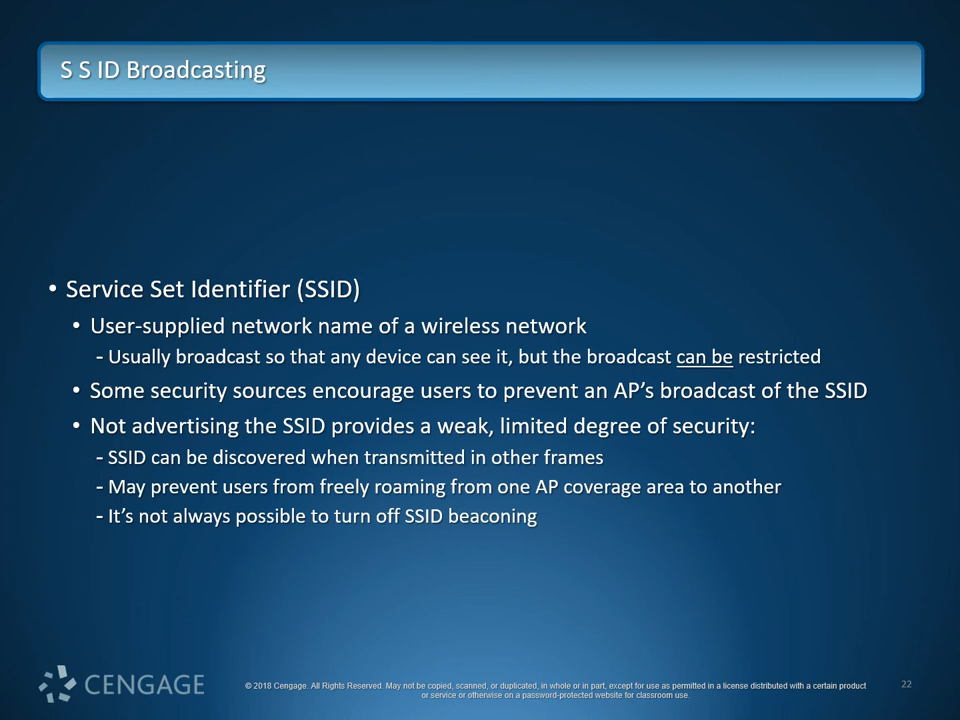 S S ID Broadcasting
• Service Set Identifier (SSID)
• User-supplied network name of a wireless network
- Usually broadcast so that any device can see it, but the broadcast can be restricted
• Some security sources encourage users to prevent an AP’s broadcast of the SSID
• Not advertising the SSID provides a weak, limited degree of security:
- SSID can be discovered when transmitted in other frames
- May prevent users from freely roaming from one AP coverage area to another
- It’s not always possible to turn off SSID beaconing
CENGAGE
© 2018 Cengage. All Rights Reserved. May not be copied, scanned, or duplicated, in whole or in part, except for use as permitted in a license distributed with a certain product
or service or otherwise on a password-protected website for classroom use.
22